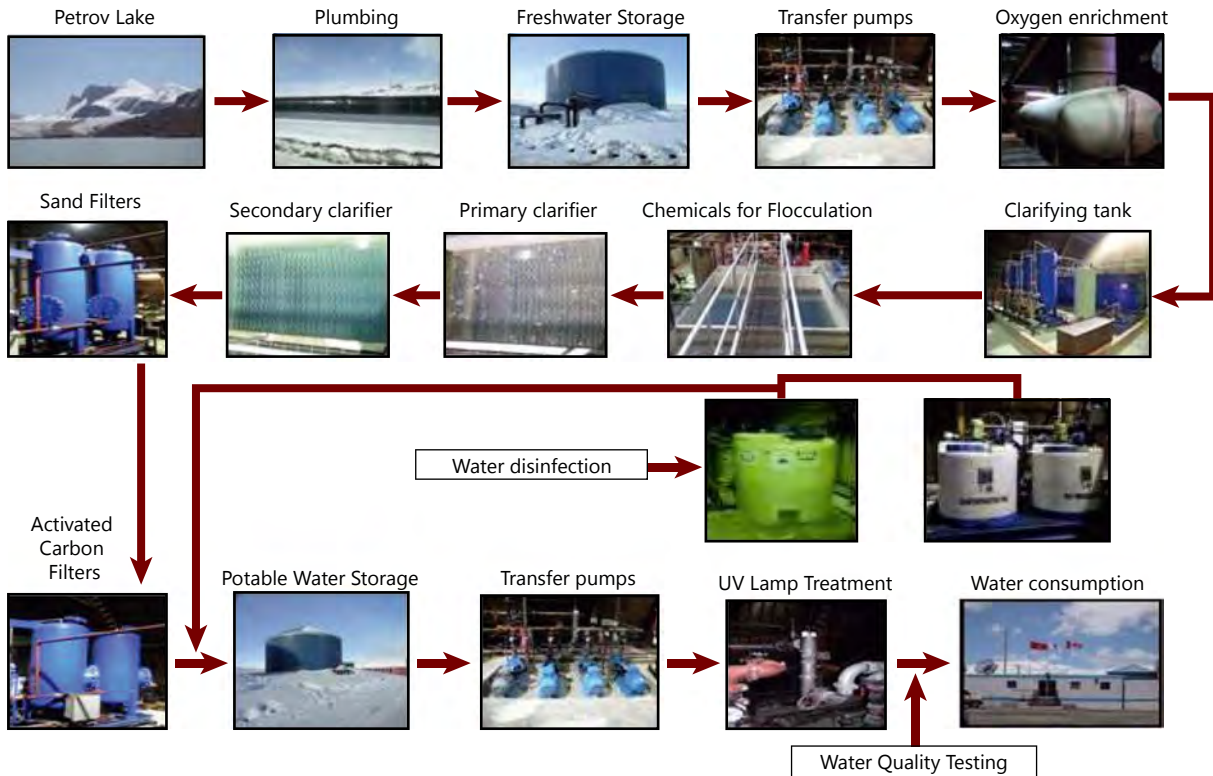 Petrov Lake
Plumbing
Freshwater Storage
Transfer pumps
Oxygen enrichment
Sand Filters
Secondary clarifier
Primary clarifier
Chemicals for Flocculation
Clarifying tank
Water disinfection
Activated
Carbon
Filters
Potable Water Storage
Transfer pumps
UV Lamp Treatment
Water consumption
Water Quality Testing